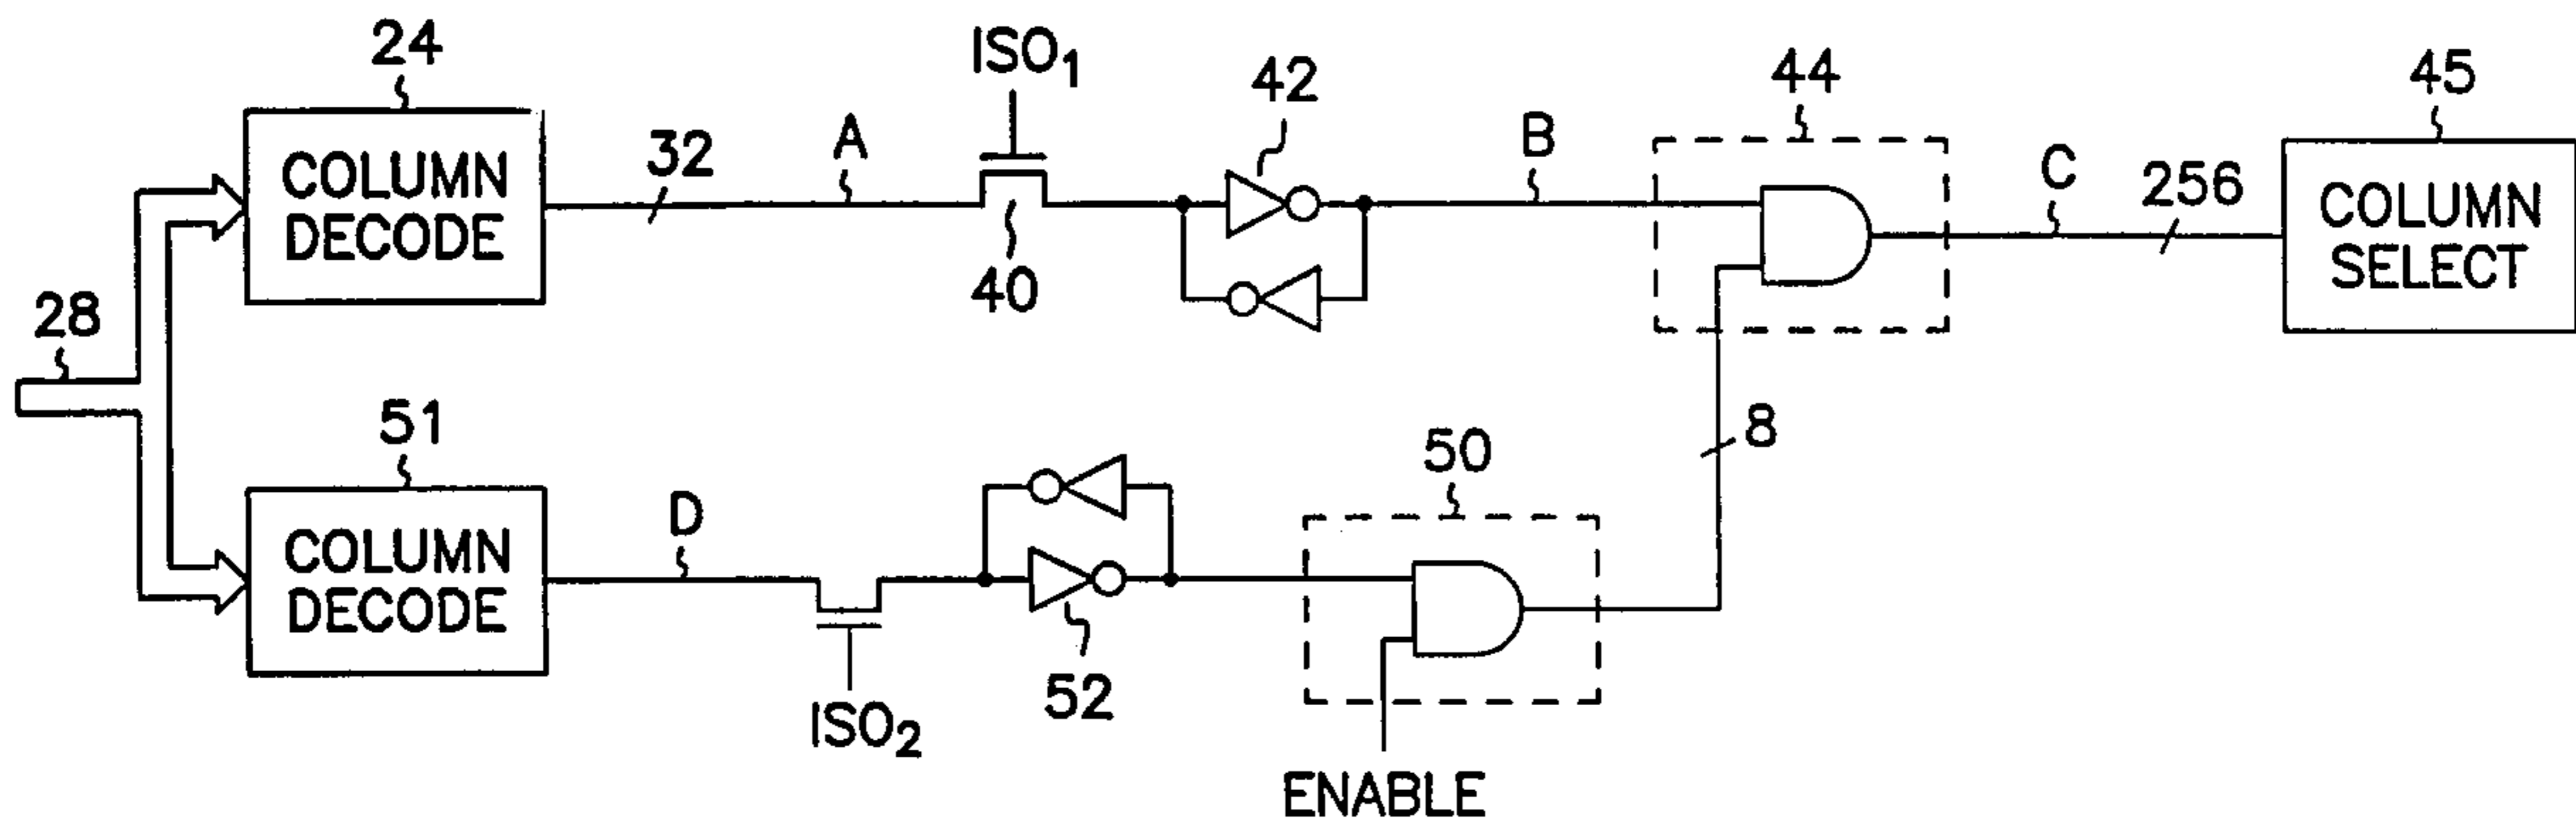 24
COLUMN
DECODE
32
A
ISO1
40
42
B
44
C
256
45
COLUMN
SELECT
28
51
COLUMN
DECODE
D
ISO2
52
50
ENABLE
8